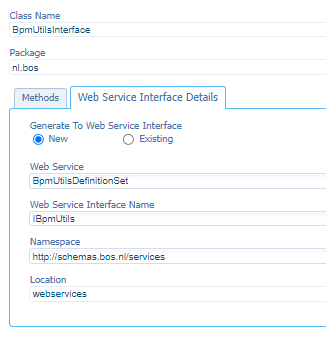 Class Name
BpmUtilsInterface
Package
nl.bos
Methods
Web Service Interface Details
Generate To Web Service Interface
New
Existing
Web Service
BpmUtilsDefinitionSet
Web Service Interface Name
IBpmUtils
Namespace
http://schemas.bos.nl/services
Location
webservices